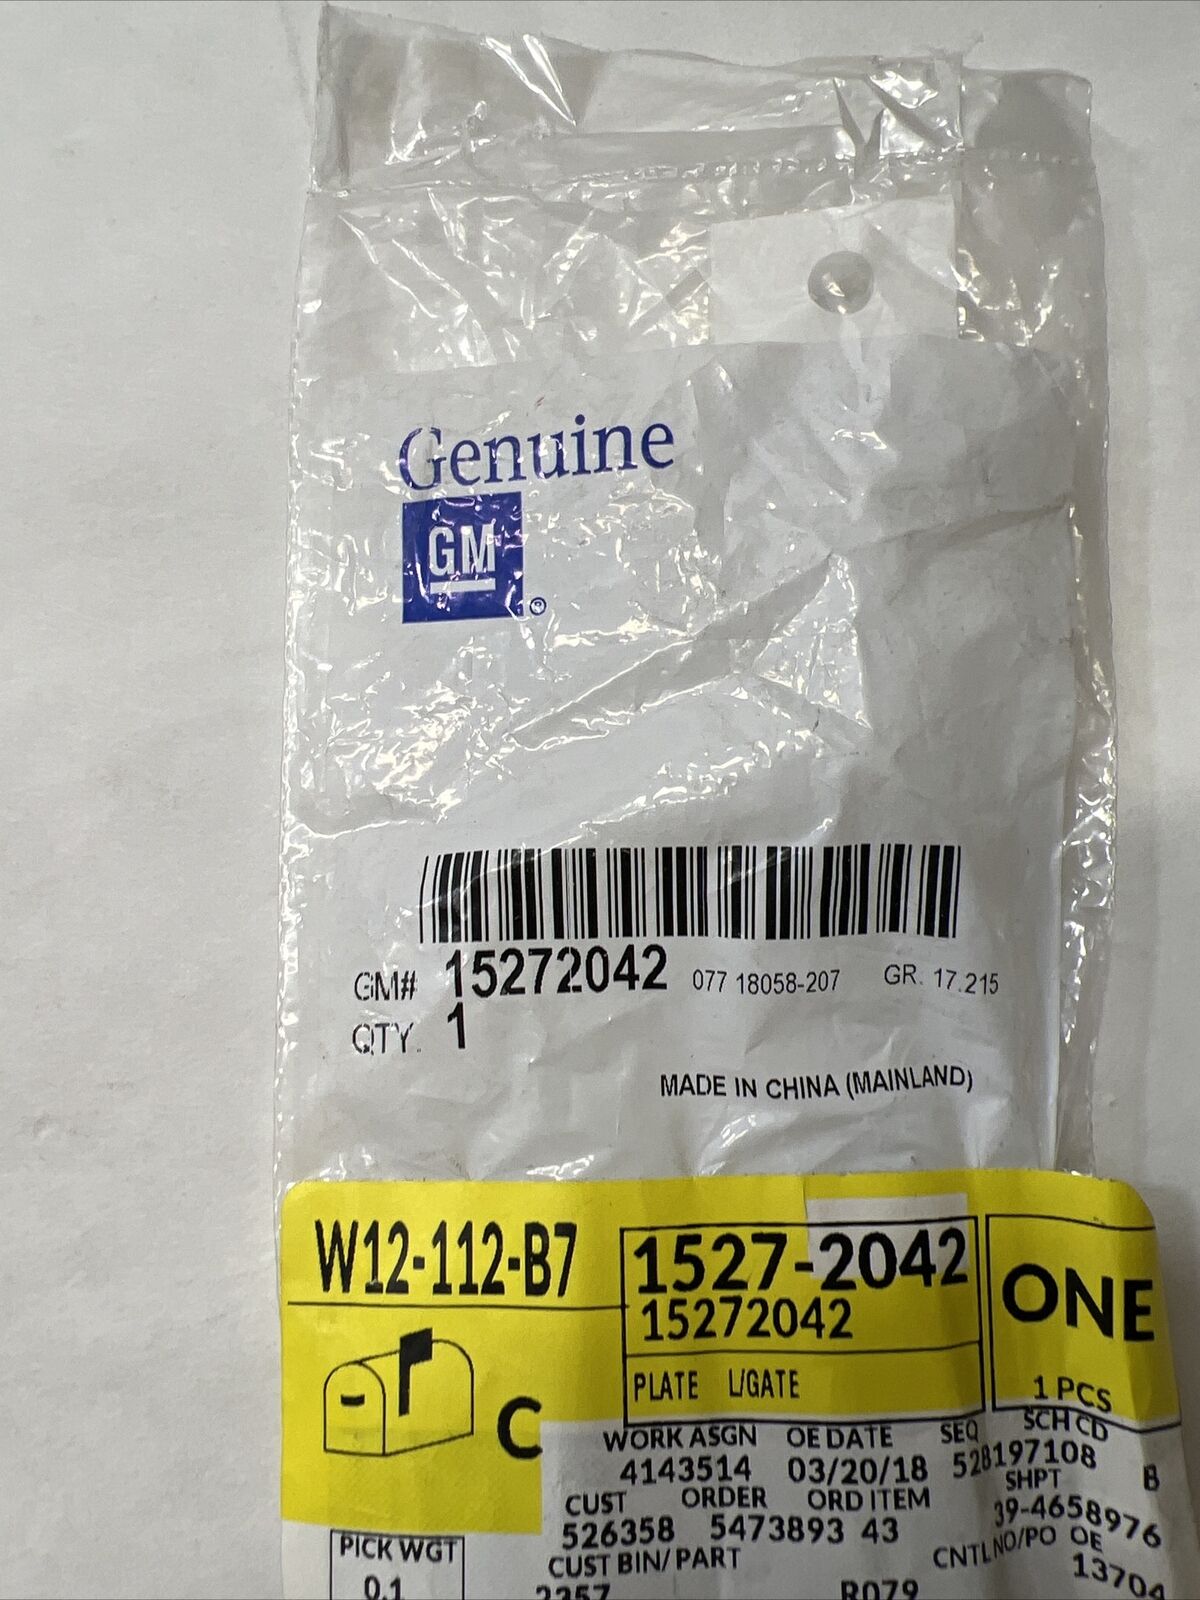 Genuine
GM
®
GM# 15272042 077 18058-207 GR. 17.215
QTY. 1
MADE IN CHINA (MAINLAND)
W12-112-B7
1527-2042
15272042
ONE
PLATE L/GATE
1 PCS
C
WORK ASGN OE DATE SEQ SCH CD
4143514 03/20/18 528197108 B
CUST ORDER ORD ITEM SHPT
526358 5473893 43 39-4658976
PICK WGT CUST BIN/PART CNTL NO/PO OE
0.1 2357 R079 13704